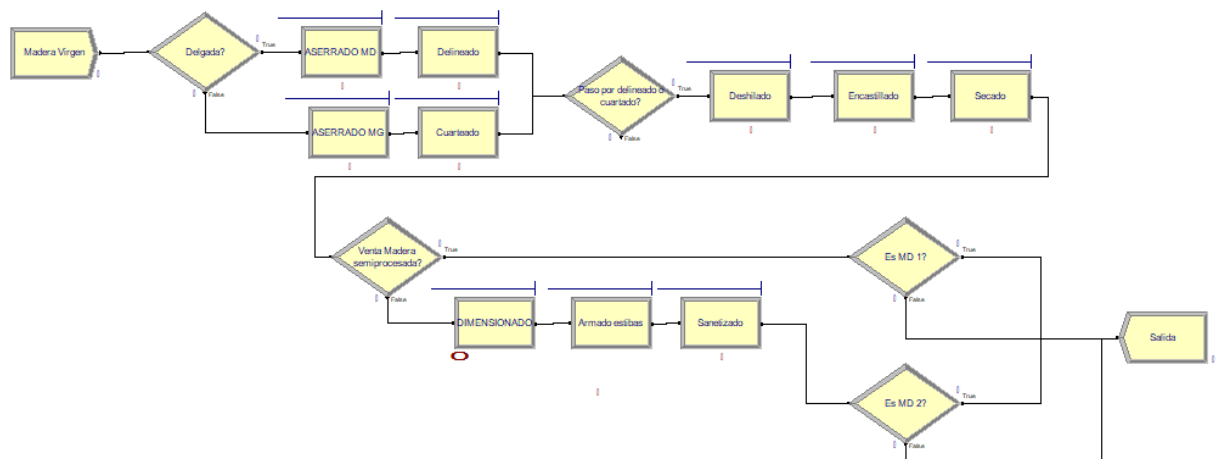 Madera Virgen
Delgada?
True
False
ASERRADO MD
Delineado
ASERRADO MG
Cuarteado
Paso por delineado o
cuartado?
True
False
Deshilado
Encastillado
Secado
Venta Madera
semiprocesada?
True
False
DIMENSIONADO
Armado estibas
Sanetizado
Es MD 1?
True
False
Es MD 2?
True
False
Salida